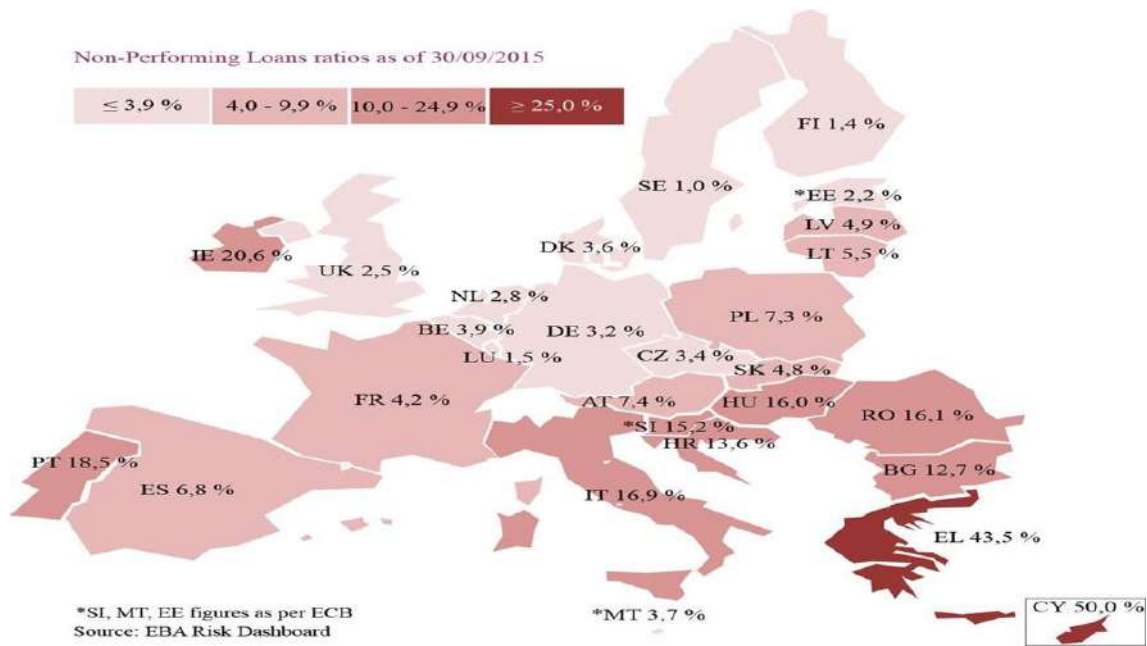 Non-Performing Loans ratios as of 30/09/2015
≤ 3,9 % 4,0 - 9,9 % 10,0 - 24,9 % ≥ 25,0 %
FI 1,4 %
SE 1,0 %
*EE 2,2 %
LV 4,9 %
IE 20,6 %
DK 3,6 %
LT 5,5 %
UK 2,5 %
NL 2,8 %
PL 7,3 %
BE 3,9 %
DE 3,2 %
LU 1,5 %
CZ 3,4 %
SK 4,8 %
FR 4,2 %
AT 7,4 %
HU 16,0 %
RO 16,1 %
*SI 15,2 %
HR 13,6 %
PT 18,5 %
BG 12,7 %
ES 6,8 %
IT 16,9 %
EL 43,5 %
*SI, MT, EE figures as per ECB
Source: EBA Risk Dashboard
*MT 3,7 %
CY 50,0 %